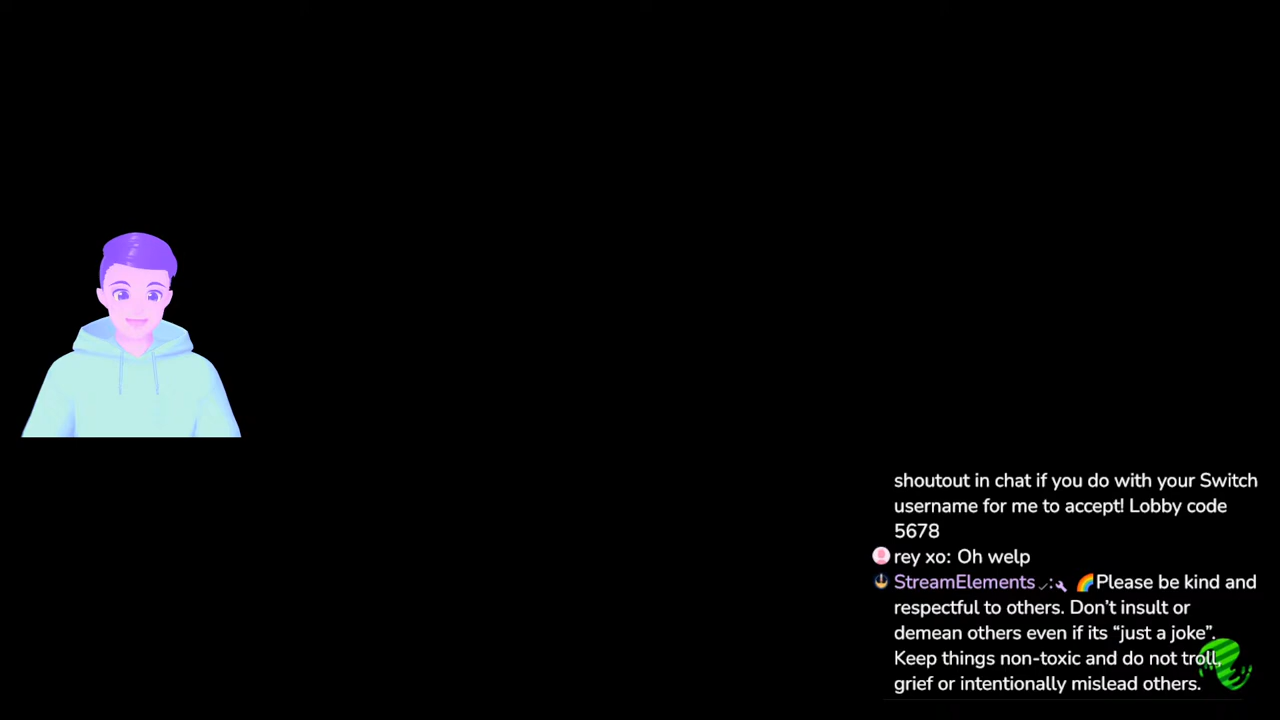 shoutout in chat if you do with your Switch
username for me to accept! Lobby code
5678
rey xo: Oh welp
StreamElements✓:🔧 🌈Please be kind and
respectful to others. Don’t insult or
demean others even if its “just a joke”.
Keep things non-toxic and do not troll,
grief or intentionally mislead others.